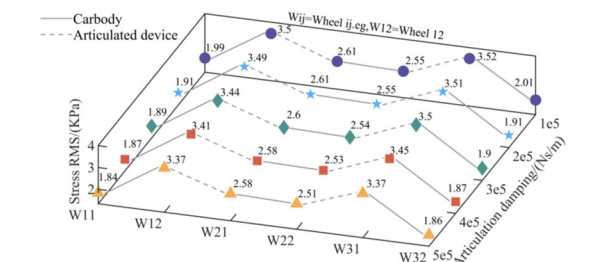 Carbody
Articulated device
Wij=Wheel ij.eg,W12=Wheel 12
1.99
3.5
2.61
2.55
3.52
2.01
1.91
3.49
2.61
2.55
3.51
1.91
1.89
3.44
2.6
2.54
3.5
1.9
1.87
3.41
2.58
2.53
3.45
1.87
1.84
3.37
2.58
2.51
3.37
1.86
Stress RMS/(KPa)
4
3
2
W11
W12
W21
W22
W31
W32
1e5
2e5
3e5
4e5
5e5
Articulation damping/(Ns/m)